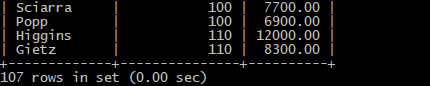 | Sciarra     |           100 |  7700.00 |
| Popp        |           100 |  6900.00 |
| Higgins     |           110 | 12000.00 |
| Gietz       |           110 |  8300.00 |
+-------------+---------------+----------+
107 rows in set (0.00 sec)